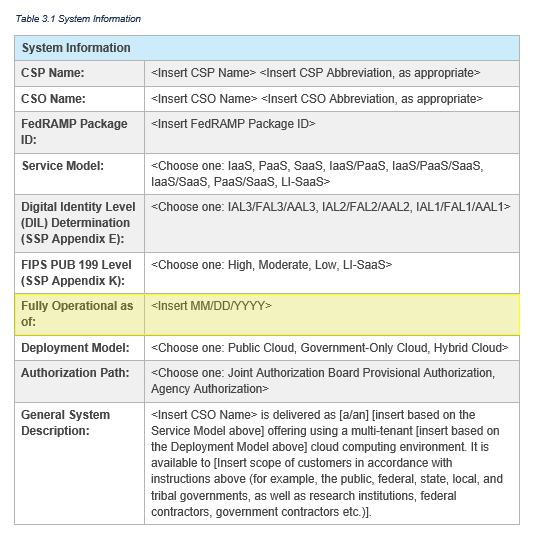 Table 3.1 System Information
System Information
CSP Name:
<Insert CSP Name> <Insert CSP Abbreviation, as appropriate>
CSO Name:
<Insert CSO Name> <Insert CSO Abbreviation, as appropriate>
FedRAMP Package
ID:
<Insert FedRAMP Package ID>
Service Model:
<Choose one: IaaS, PaaS, SaaS, IaaS/PaaS, IaaS/PaaS/SaaS,
IaaS/SaaS, PaaS/SaaS, LI-SaaS>
Digital Identity Level
(DIL) Determination
(SSP Appendix E):
<Choose one: IAL3/FAL3/AAL3, IAL2/FAL2/AAL2, IAL1/FAL1/AAL1>
FIPS PUB 199 Level
(SSP Appendix K):
<Choose one: High, Moderate, Low, LI-SaaS>
Fully Operational as
of:
<Insert MM/DD/YYYY>
Deployment Model:
<Choose one: Public Cloud, Government-Only Cloud, Hybrid Cloud>
Authorization Path:
<Choose one: Joint Authorization Board Provisional Authorization,
Agency Authorization>
General System
Description:
<Insert CSO Name> is delivered as [a/an] [insert based on the
Service Model above] offering using a multi-tenant [insert based on
the Deployment Model above] cloud computing environment. It is
available to [Insert scope of customers in accordance with
instructions above (for example, the public, federal, state, local, and
tribal governments, as well as research institutions, federal
contractors, government contractors etc.)].